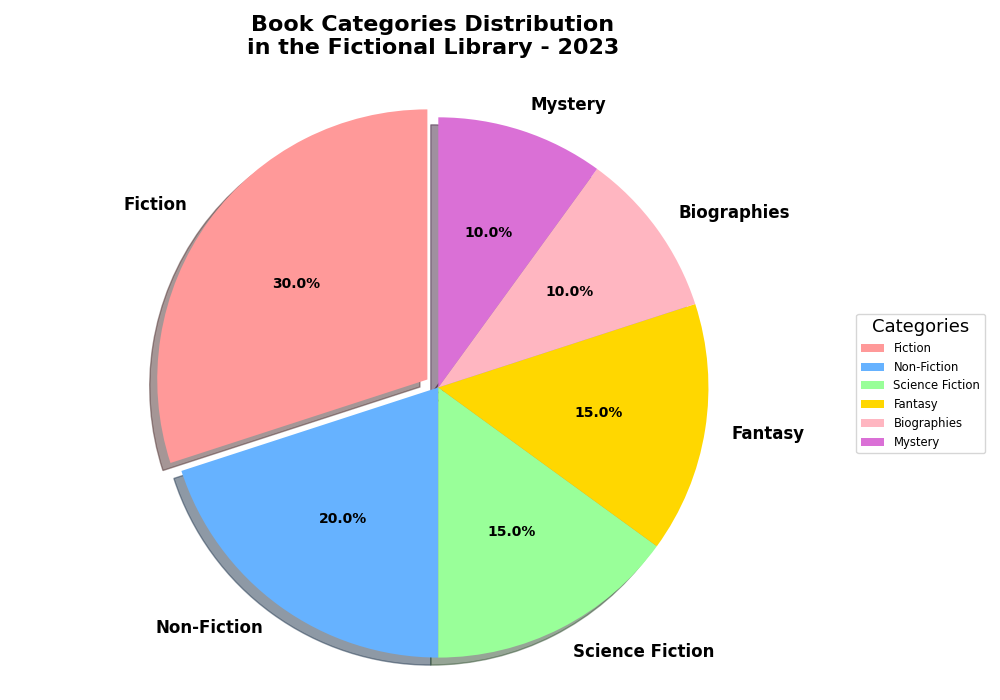 Book Categories Distribution
in the Fictional Library - 2023
Mystery
Fiction
Biographies
10.0%
30.0%
10.0%
15.0%
Fantasy
20.0%
15.0%
Non-Fiction
Science Fiction
Categories
Fiction
Non-Fiction
Science Fiction
Fantasy
Biographies
Mystery